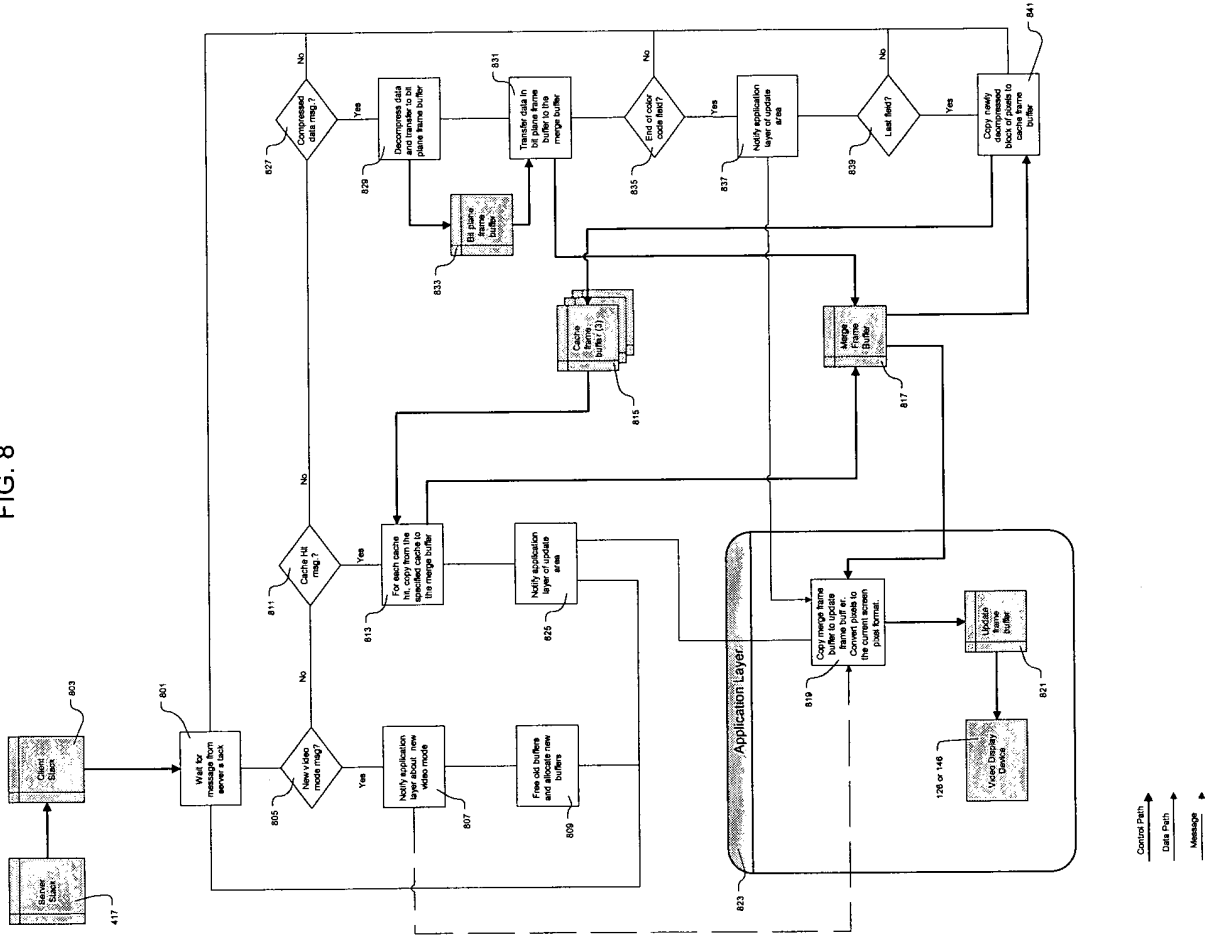 FIG. 8
Server
Stack
417
Client
Stack
803
Wait for
message from
server s tack
801
New video
mode msg?
805
No
Yes
Notify application
layer about new
video mode
807
Free old buffers
and allocate new
buffers
809
Cache Hit
msg.?
811
No
Yes
For each cache
hit, copy from the
specified cache to
the merge buffer
813
Notify application
layer of update
area
825
Compressed
data msg.?
827
No
Yes
Decompress data
and transfer to bit
plane frame buffer
829
Bit plane
frame
buffer
833
Transfer data in
bit plane frame
buffer to the
merge buffer
831
End of color
code field?
835
No
Yes
Notify application
layer of update
area
837
Last field?
839
No
Yes
Copy newly
decompressed
block of pixels to
cache frame
buffer
841
Cache
frame
buffer (3)
815
Merge
Frame
Buffer
817
Application Layer
823
Copy merge frame
buffer to update
frame buff er.
Convert pixels to
the current screen
pixel format.
819
Update
frame
buffer
821
Video Display
Device
126 or 146
Control Path
Data Path
Message